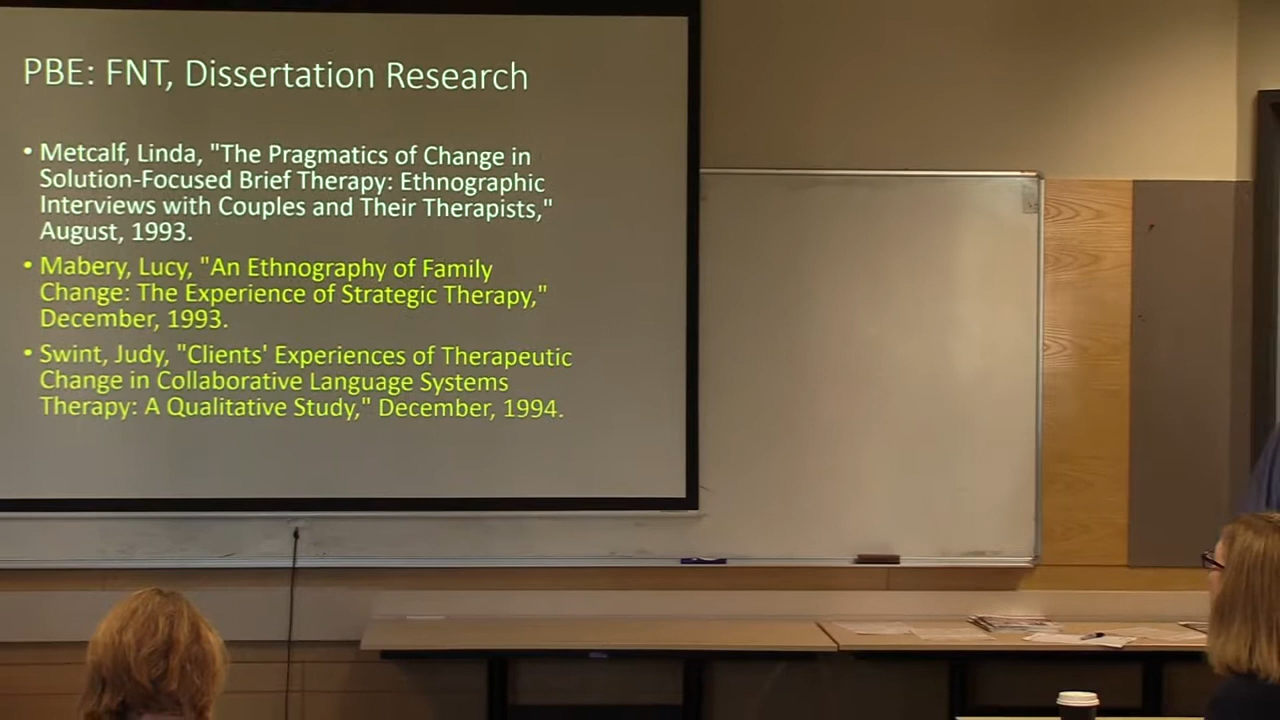 PBE: FNT, Dissertation Research
• Metcalf, Linda, "The Pragmatics of Change in
Solution-Focused Brief Therapy: Ethnographic
Interviews with Couples and Their Therapists,"
August, 1993.
• Mabery, Lucy, "An Ethnography of Family
Change: The Experience of Strategic Therapy,"
December, 1993.
• Swint, Judy, "Clients' Experiences of Therapeutic
Change in Collaborative Language Systems
Therapy: A Qualitative Study," December, 1994.